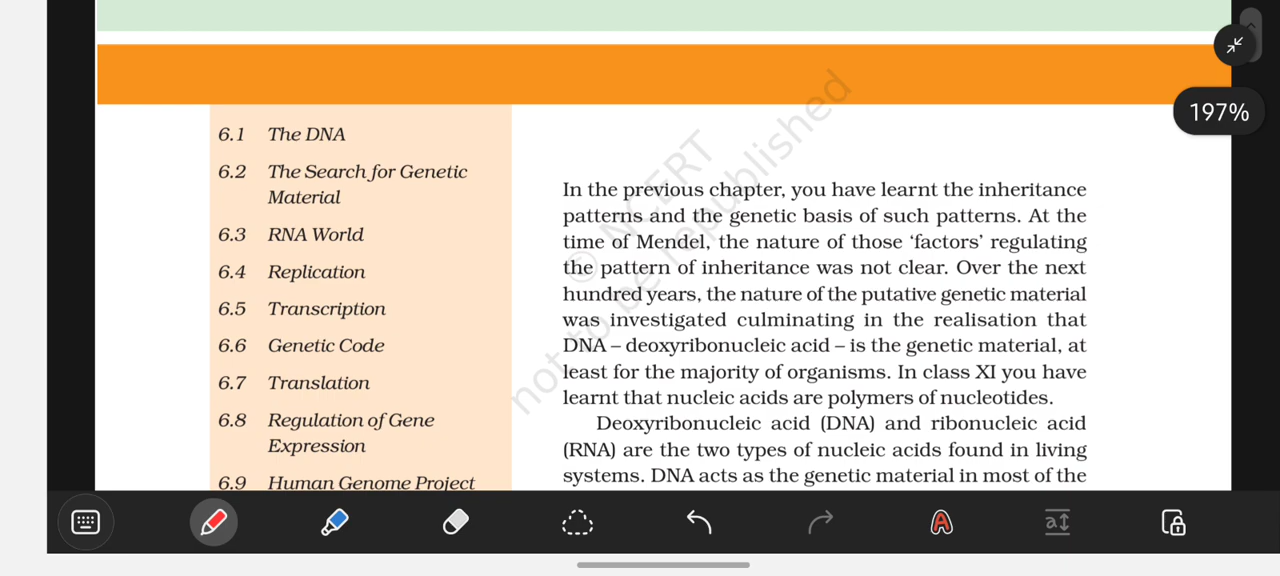 197%
6.1 The DNA
6.2 The Search for Genetic
Material
6.3 RNA World
6.4 Replication
6.5 Transcription
6.6 Genetic Code
6.7 Translation
6.8 Regulation of Gene
Expression
6.9 Human Genome Project
In the previous chapter, you have learnt the inheritance
patterns and the genetic basis of such patterns. At the
time of Mendel, the nature of those ‘factors’ regulating
the pattern of inheritance was not clear. Over the next
hundred years, the nature of the putative genetic material
was investigated culminating in the realisation that
DNA – deoxyribonucleic acid – is the genetic material, at
least for the majority of organisms. In class XI you have
learnt that nucleic acids are polymers of nucleotides.
Deoxyribonucleic acid (DNA) and ribonucleic acid
(RNA) are the two types of nucleic acids found in living
systems. DNA acts as the genetic material in most of the
© NCERT
not to be republished
A
a